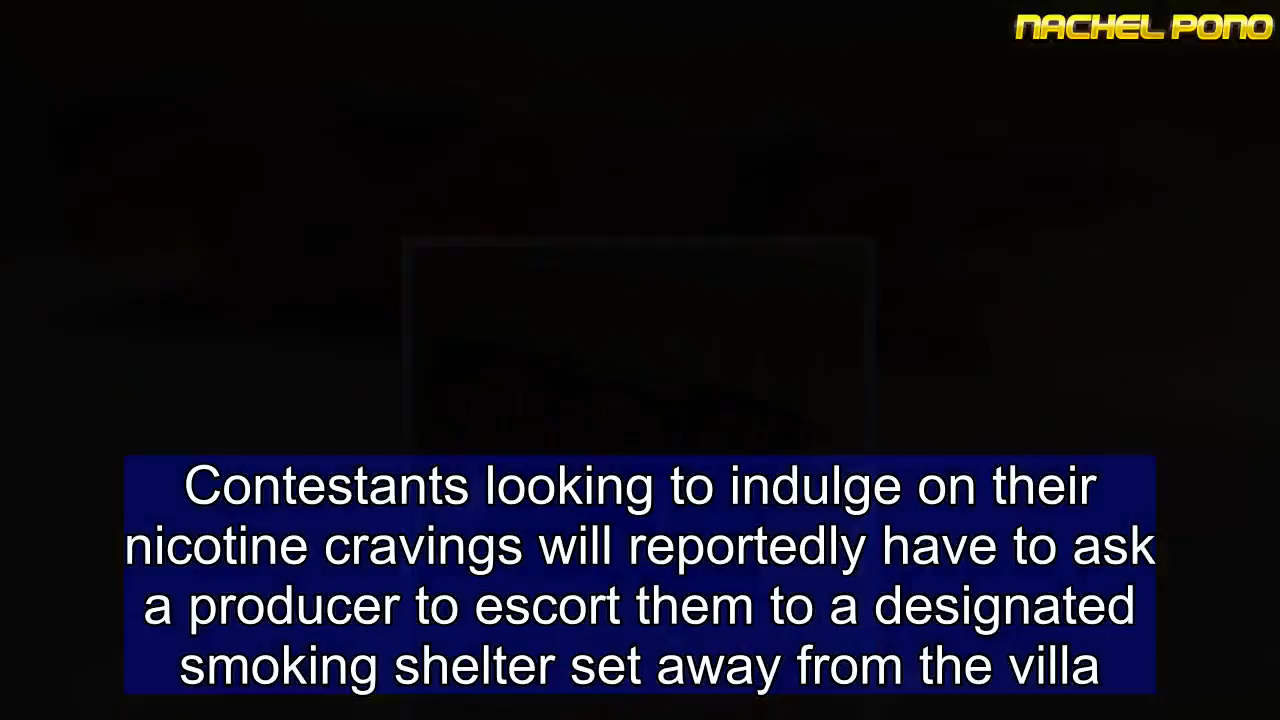 NACHEL PONO
Contestants looking to indulge on their
nicotine cravings will reportedly have to ask
a producer to escort them to a designated
smoking shelter set away from the villa